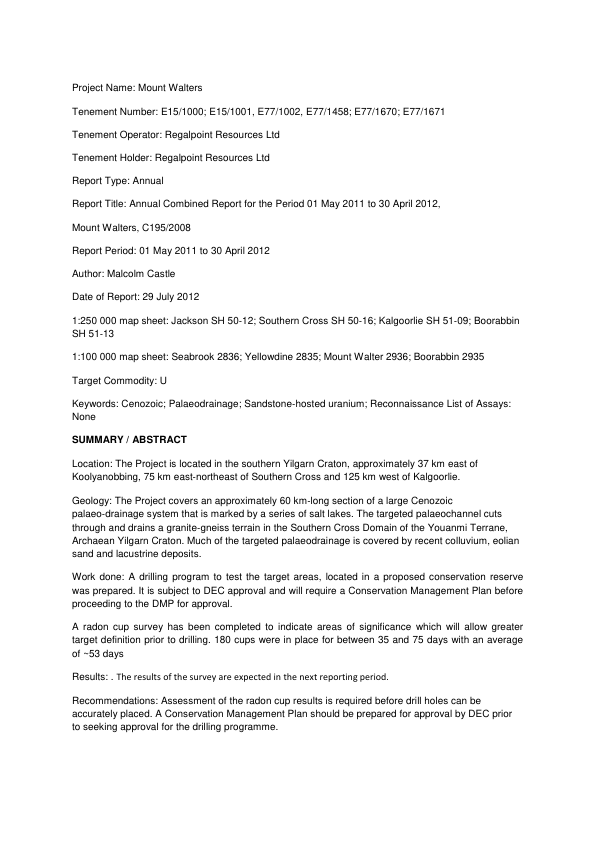 Project Name: Mount Walters
Tenement Number: E15/1000; E15/1001, E77/1002, E77/1458; E77/1670; E77/1671
Tenement Operator: Regalpoint Resources Ltd
Tenement Holder: Regalpoint Resources Ltd
Report Type: Annual
Report Title: Annual Combined Report for the Period 01 May 2011 to 30 April 2012,
Mount Walters, C195/2008
Report Period: 01 May 2011 to 30 April 2012
Author: Malcolm Castle
Date of Report: 29 July 2012
1:250 000 map sheet: Jackson SH 50-12; Southern Cross SH 50-16; Kalgoorlie SH 51-09; Boorabbin
SH 51-13
1:100 000 map sheet: Seabrook 2836; Yellowdine 2835; Mount Walter 2936; Boorabbin 2935
Target Commodity: U
Keywords: Cenozoic; Palaeodrainage; Sandstone-hosted uranium; Reconnaissance List of Assays:
None
SUMMARY / ABSTRACT
Location: The Project is located in the southern Yilgarn Craton, approximately 37 km east of
Koolyanobbing, 75 km east-northeast of Southern Cross and 125 km west of Kalgoorlie.
Geology: The Project covers an approximately 60 km-long section of a large Cenozoic
palaeo-drainage system that is marked by a series of salt lakes. The targeted palaeochannel cuts
through and drains a granite-gneiss terrain in the Southern Cross Domain of the Youanmi Terrane,
Archaean Yilgarn Craton. Much of the targeted palaeodrainage is covered by recent colluvium, eolian
sand and lacustrine deposits.
Work done: A drilling program to test the target areas, located in a proposed conservation reserve
was prepared. It is subject to DEC approval and will require a Conservation Management Plan before
proceeding to the DMP for approval.
A radon cup survey has been completed to indicate areas of significance which will allow greater
target definition prior to drilling. 180 cups were in place for between 35 and 75 days with an average
of ~53 days
Results: . The results of the survey are expected in the next reporting period.
Recommendations: Assessment of the radon cup results is required before drill holes can be
accurately placed. A Conservation Management Plan should be prepared for approval by DEC prior
to seeking approval for the drilling programme.